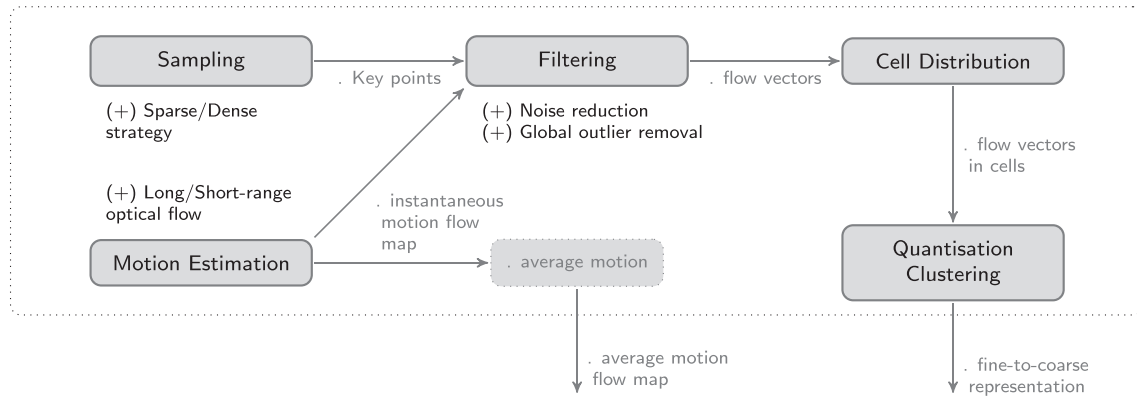 Sampling
. Key points
Filtering
. flow vectors
Cell Distribution
(+) Sparse/Dense
strategy
(+) Noise reduction
(+) Global outlier removal
. flow vectors
in cells
(+) Long/Short-range
optical flow
. instantaneous
motion flow
map
Motion Estimation
. average motion
Quantisation
Clustering
. average motion
flow map
. fine-to-coarse
representation